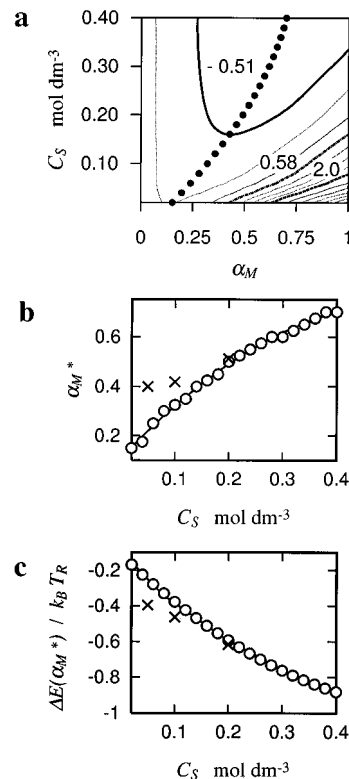 a
0.40
0.30
0.20
0.10
C_S mol dm-3
- 0.51
0.58
2.0
0 0.25 0.5 0.75 1
α_M
b
0.6
0.4
0.2
α_M*
0.1 0.2 0.3 0.4
C_S mol dm-3
c
-0.2
-0.4
-0.6
-0.8
-1
ΔE(α_M*) / k_B T_R
0.1 0.2 0.3 0.4
C_S mol dm-3